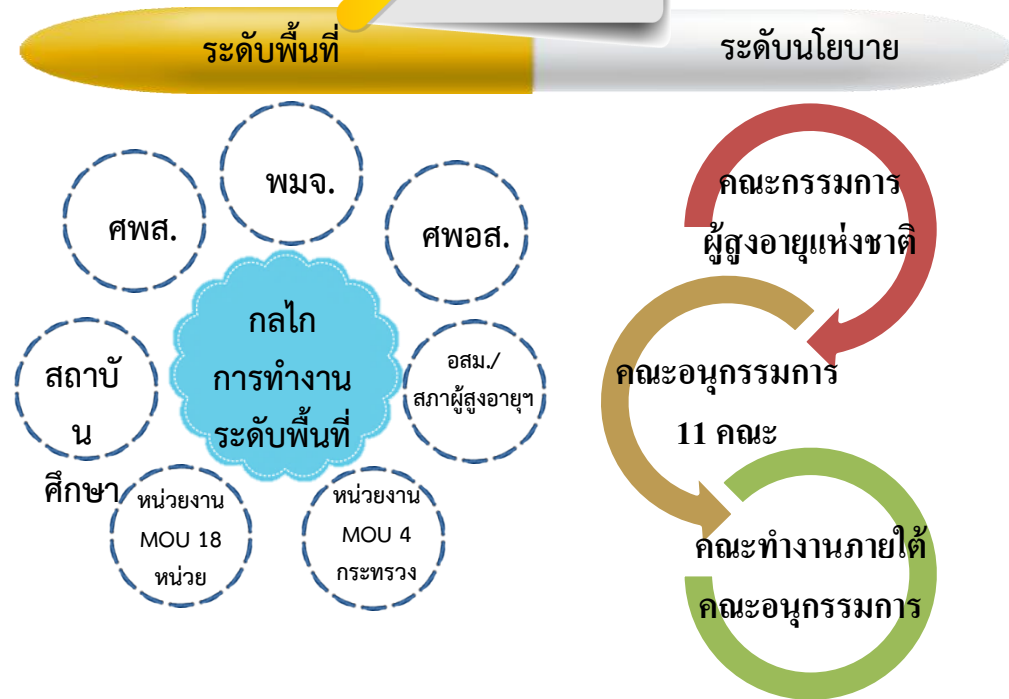 ระดับพื้นที่
ระดับนโยบาย
พมจ.
ศพส.
ศพอส.
กลไก
การทำงาน
ระดับพื้นที่
สถาบั
น
ศึกษา
อสม./
สภาผู้สูงอายุฯ
หน่วยงาน
MOU 18
หน่วย
หน่วยงาน
MOU 4
กระทรวง
คณะกรรมการ
ผู้สูงอายุแห่งชาติ
คณะอนุกรรมการ
11 คณะ
คณะทำงานภายใต้
คณะอนุกรรมการ